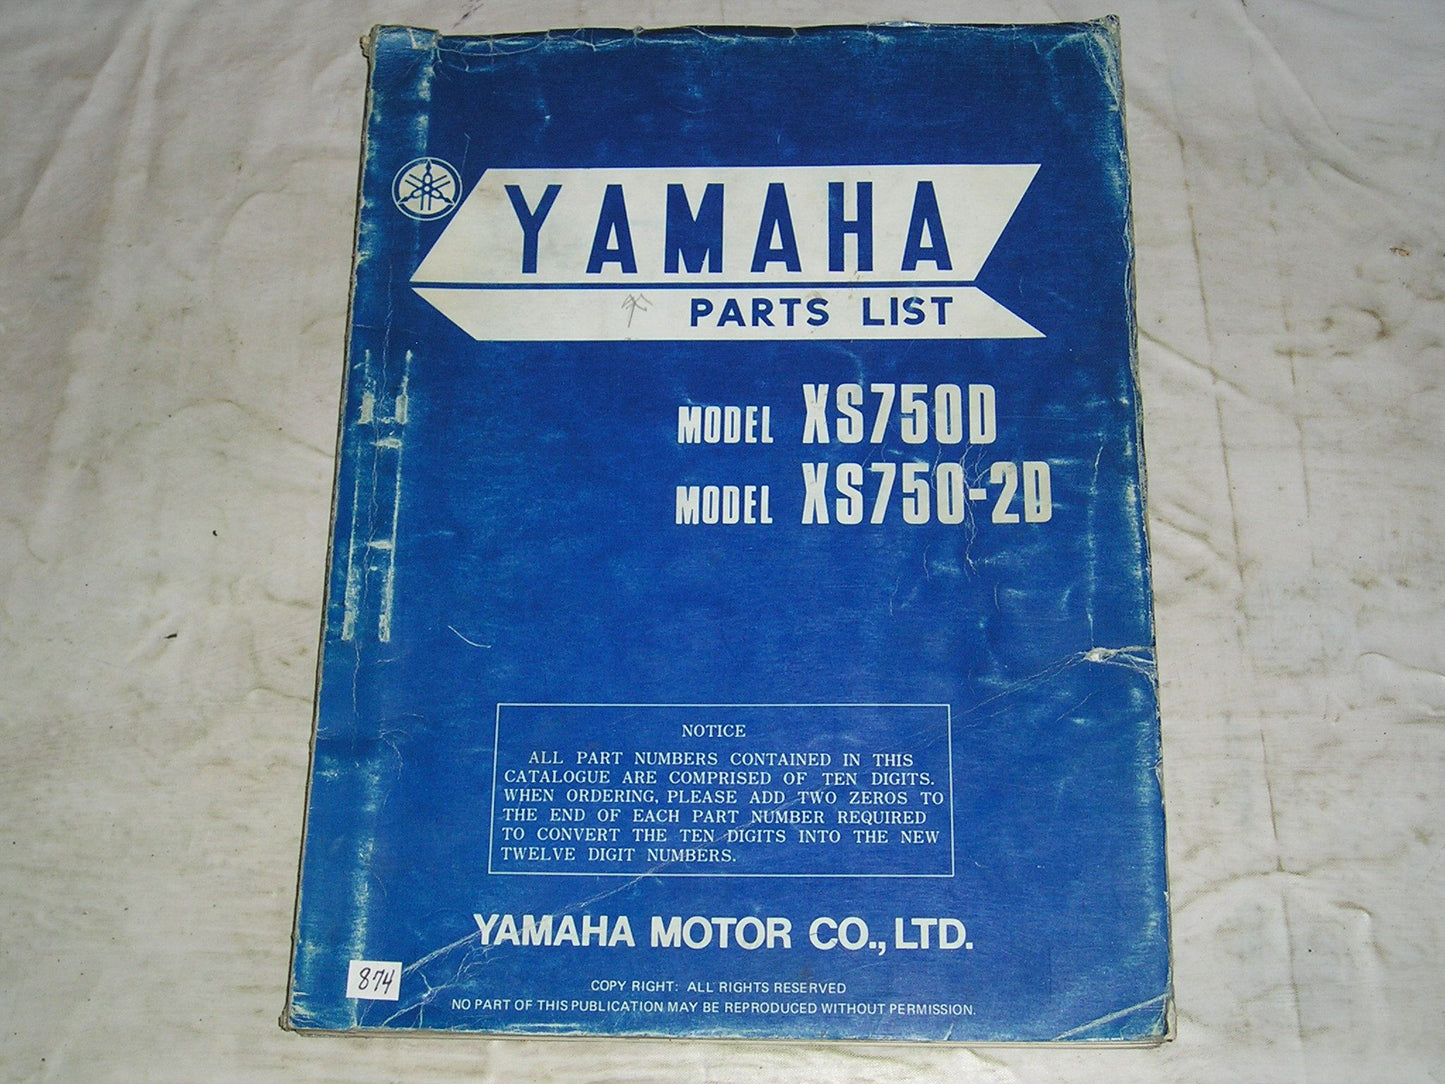 YAMAHA
PARTS LIST
MODEL XS750D
MODEL XS750-2D
NOTICE
ALL PART NUMBERS CONTAINED IN THIS
CATALOGUE ARE COMPRISED OF TEN DIGITS.
WHEN ORDERING, PLEASE ADD TWO ZEROS TO
THE END OF EACH PART NUMBER REQUIRED
TO CONVERT THE TEN DIGITS INTO THE NEW
TWELVE DIGIT NUMBERS.
YAMAHA MOTOR CO., LTD.
874
COPY RIGHT: ALL RIGHTS RESERVED
NO PART OF THIS PUBLICATION MAY BE REPRODUCED WITHOUT PERMISSION.